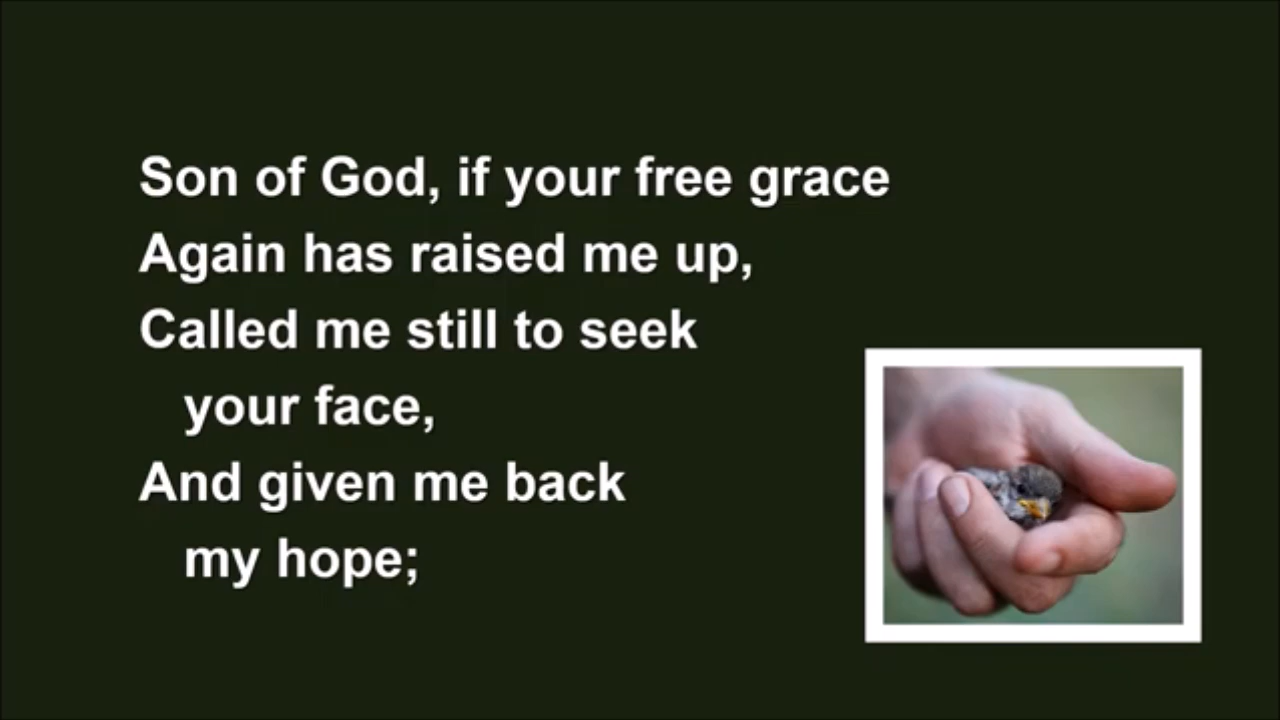 Son of God, if your free grace
Again has raised me up,
Called me still to seek
your face,
And given me back
my hope;